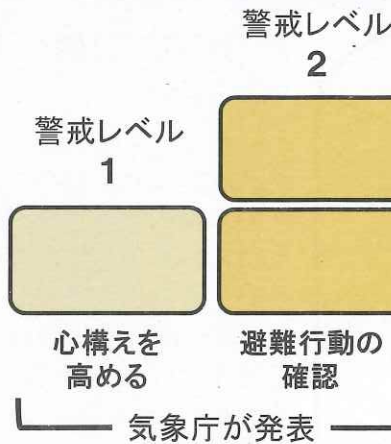 警戒レベル
2
警戒レベル
1
心構えを
高める
避難行動の
確認
気象庁が発表